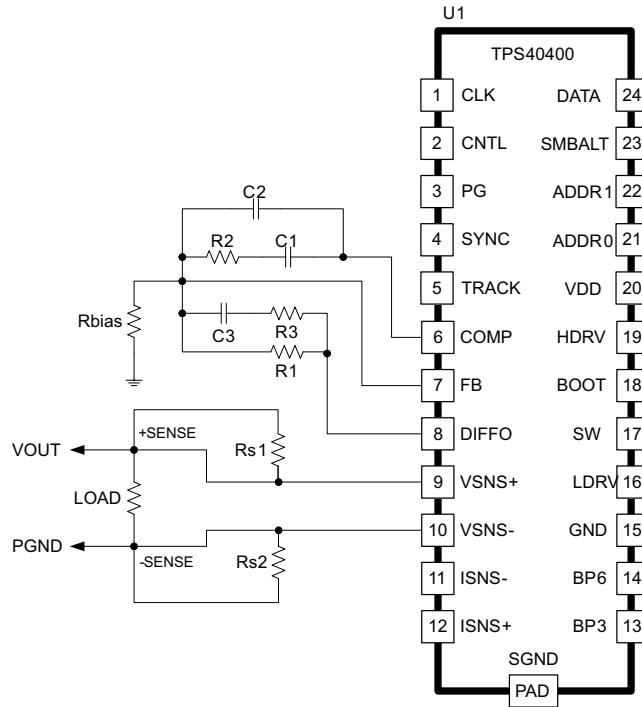 U1
TPS40400
1 CLK DATA 24
2 CNTL SMBALT 23
3 PG ADDR1 22
4 SYNC ADDR0 21
5 TRACK VDD 20
6 COMP HDRV 19
7 FB BOOT 18
8 DIFFO SW 17
9 VSNS+ LDRV 16
10 VSNS- GND 15
11 ISNS- BP6 14
12 ISNS+ BP3 13
SGND
PAD
C2
R2 C1
Rbias
C3 R3
R1
+SENSE
VOUT
Rs1
LOAD
PGND
-SENSE
Rs2